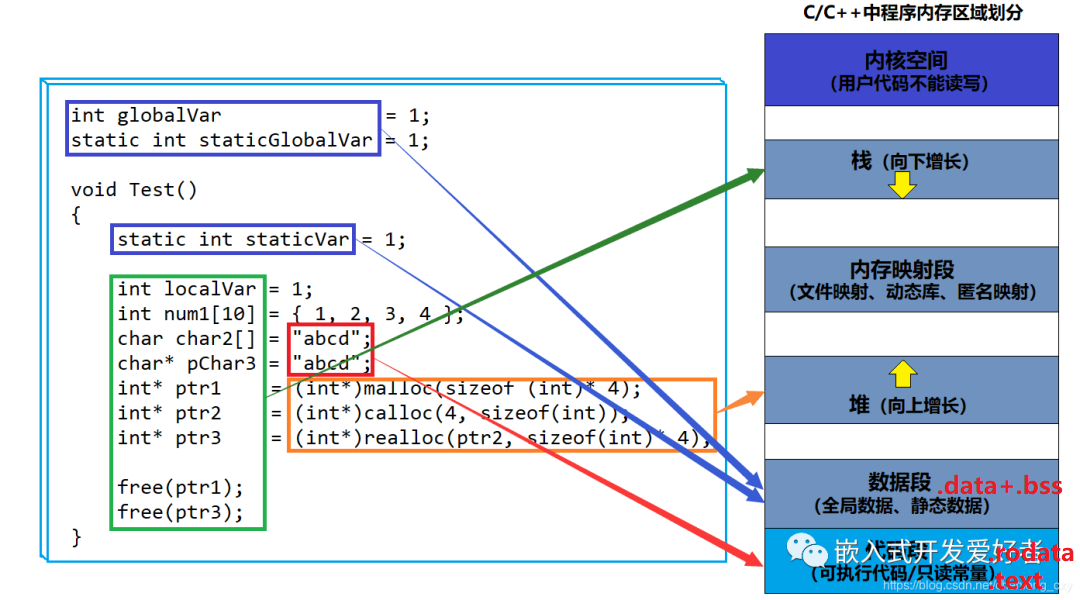 C/C++中程序内存区域划分
int globalVar = 1;
static int staticGlobalVar = 1;
void Test()
{
static int staticVar = 1;
int localVar = 1;
int num1[10] = { 1, 2, 3, 4 };
char char2[] = "abcd";
char* pChar3 = "abcd";
int* ptr1 = (int*)malloc(sizeof (int)* 4);
int* ptr2 = (int*)calloc(4, sizeof(int));
int* ptr3 = (int*)realloc(ptr2, sizeof(int)* 4);
free(ptr1);
free(ptr3);
}
内核空间
(用户代码不能读写)
栈 (向下增长)
内存映射段
(文件映射、动态库、匿名映射)
堆 (向上增长)
数据段 .data+.bss
(全局数据、静态数据)
代码段
嵌入式开发爱好者
.rodata
(可执行代码/只读常量)
.text